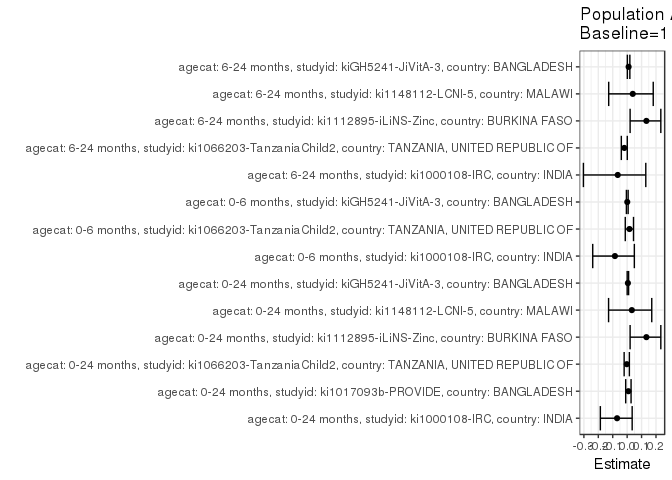 Population
Baseline=1
agecat: 6-24 months, studyid: kiGH5241-JiVitA-3, country: BANGLADESH
agecat: 6-24 months, studyid: ki1148112-LCNI-5, country: MALAWI
agecat: 6-24 months, studyid: ki1112895-iLiNS-Zinc, country: BURKINA FASO
agecat: 6-24 months, studyid: ki1066203-TanzaniaChild2, country: TANZANIA, UNITED REPUBLIC OF
agecat: 6-24 months, studyid: ki1000108-IRC, country: INDIA
agecat: 0-6 months, studyid: kiGH5241-JiVitA-3, country: BANGLADESH
agecat: 0-6 months, studyid: ki1066203-TanzaniaChild2, country: TANZANIA, UNITED REPUBLIC OF
agecat: 0-6 months, studyid: ki1000108-IRC, country: INDIA
agecat: 0-24 months, studyid: kiGH5241-JiVitA-3, country: BANGLADESH
agecat: 0-24 months, studyid: ki1148112-LCNI-5, country: MALAWI
agecat: 0-24 months, studyid: ki1112895-iLiNS-Zinc, country: BURKINA FASO
agecat: 0-24 months, studyid: ki1066203-TanzaniaChild2, country: TANZANIA, UNITED REPUBLIC OF
agecat: 0-24 months, studyid: ki1017093b-PROVIDE, country: BANGLADESH
agecat: 0-24 months, studyid: ki1000108-IRC, country: INDIA
-0.3-0.2-0.10.00.10.2
Estimate